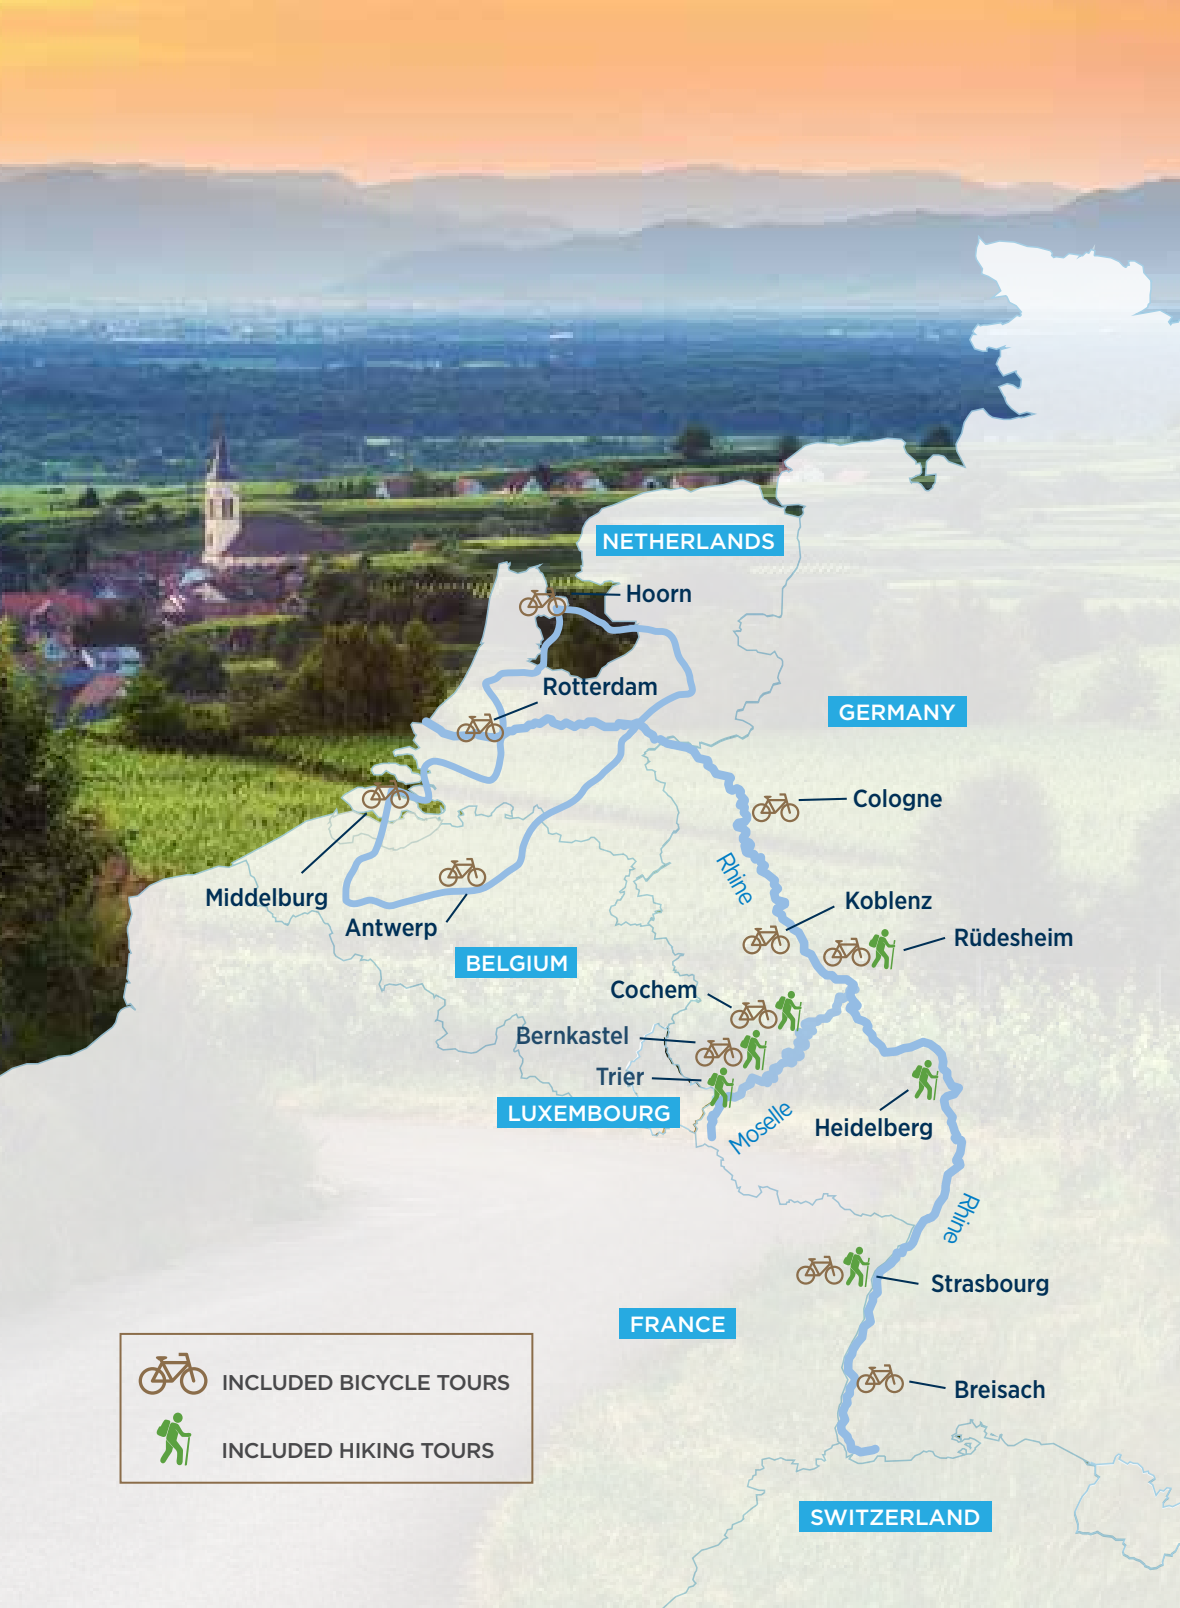 NETHERLANDS
Hoorn
Rotterdam
GERMANY
Cologne
Rhine
Middelburg
Koblenz
Antwerp
Rüdesheim
BELGIUM
Cochem
Bernkastel
Trier
LUXEMBOURG
Moselle
Heidelberg
Rhine
Strasbourg
FRANCE
INCLUDED BICYCLE TOURS
Breisach
INCLUDED HIKING TOURS
SWITZERLAND